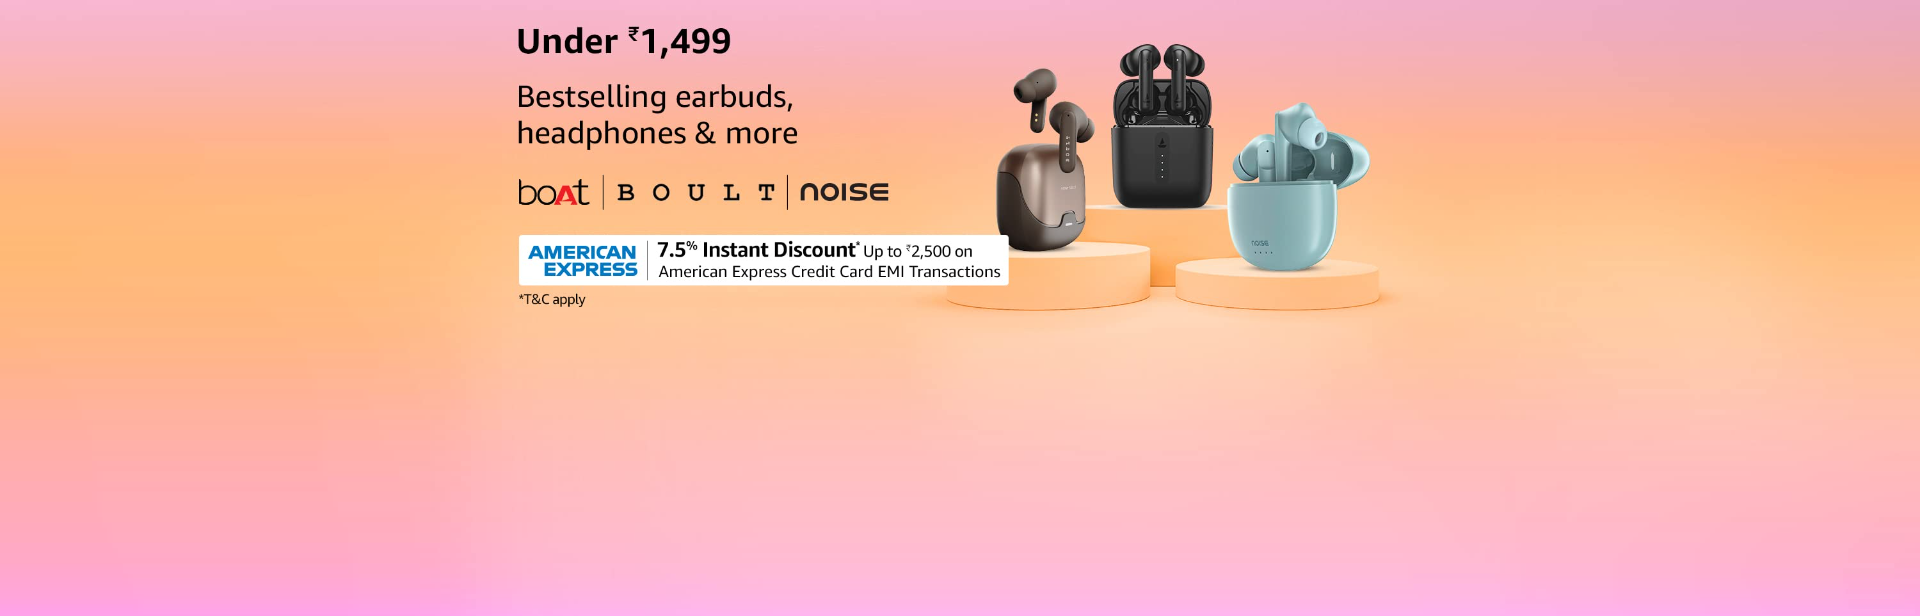 Under ₹1,499
Bestselling earbuds,
headphones & more
boAt | BOULT | NOISE
AMERICAN EXPRESS
7.5% Instant Discount* Up to ₹2,500 on
American Express Credit Card EMI Transactions
*T&C apply
noise